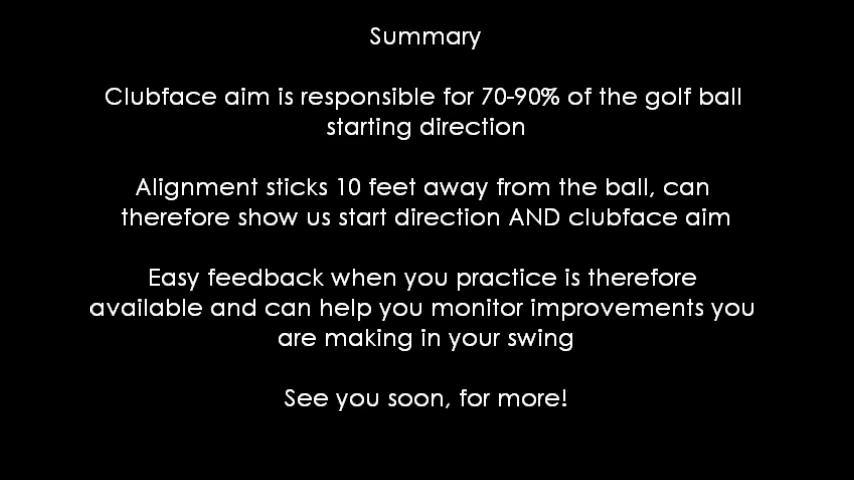 Summary
Clubface aim is responsible for 70-90% of the golf ball
starting direction
Alignment sticks 10 feet away from the ball, can
therefore show us start direction AND clubface aim
Easy feedback when you practice is therefore
available and can help you monitor improvements you
are making in your swing
See you soon, for more!